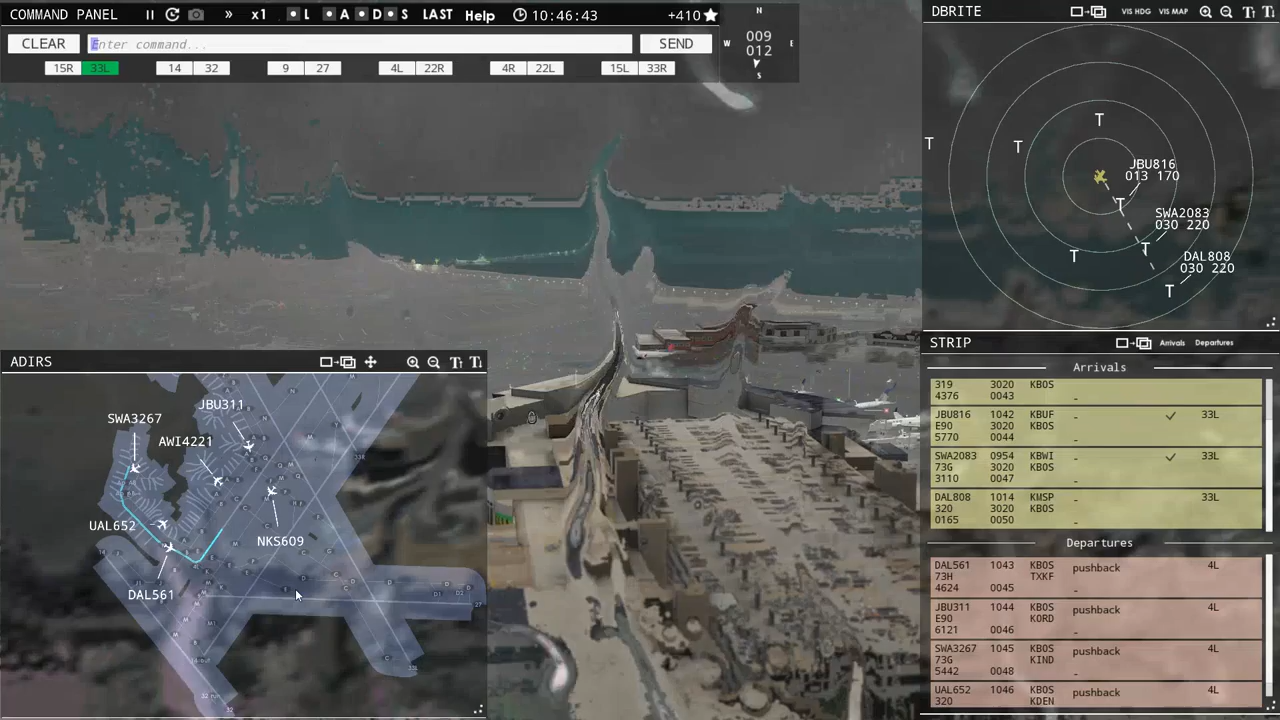 COMMAND PANEL
x1
L
A
D
S
LAST
Help
10:46:43
+410
CLEAR
Enter command...
SEND
15R 33L
14 32
9 27
4L 22R
4R 22L
15L 33R
N
W 009 E
012
S
DBRITE
VIS HDG
VIS MAP
T
T
T
JBU816
013 170
T
SWA2083
030 220
T
T
DAL808
030 220
T
ADIRS
JBU311
SWA3267
AWI4221
UAL652
NKS609
DAL561
STRIP
Arrivals
Departures
Arrivals
319 3020 KBOS
4376 0043 -
JBU816 1042 KBUF - 33L
E90 3020 KBOS
5770 0044 -
SWA2083 0954 KBWI - 33L
73G 3020 KBOS
3110 0047 -
DAL808 1014 KMSP - 33L
320 3020 KBOS
0165 0050 -
Departures
DAL561 1043 KBOS pushback 4L
73H TXKF
4624 0045 -
JBU311 1044 KBOS pushback 4L
E90 KORD
6121 0046 -
SWA3267 1045 KBOS pushback 4L
73G KIND
5442 0048 -
UAL652 1046 KBOS pushback 4L
320 KDEN